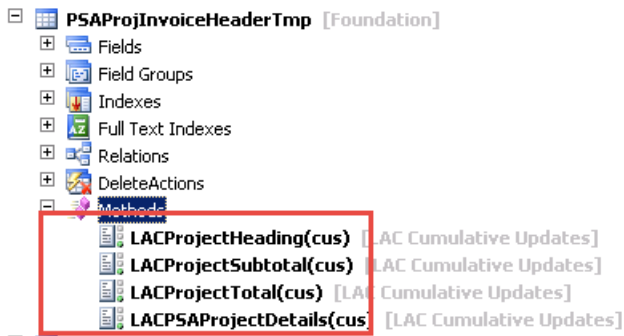 PSAProjInvoiceHeaderTmp [Foundation]
Fields
Field Groups
Indexes
Full Text Indexes
Relations
DeleteActions
Methods
LACProjectHeading(cus) [LAC Cumulative Updates]
LACProjectSubtotal(cus) [LAC Cumulative Updates]
LACProjectTotal(cus) [LAC Cumulative Updates]
LACPSAProjectDetails(cus) [LAC Cumulative Updates]